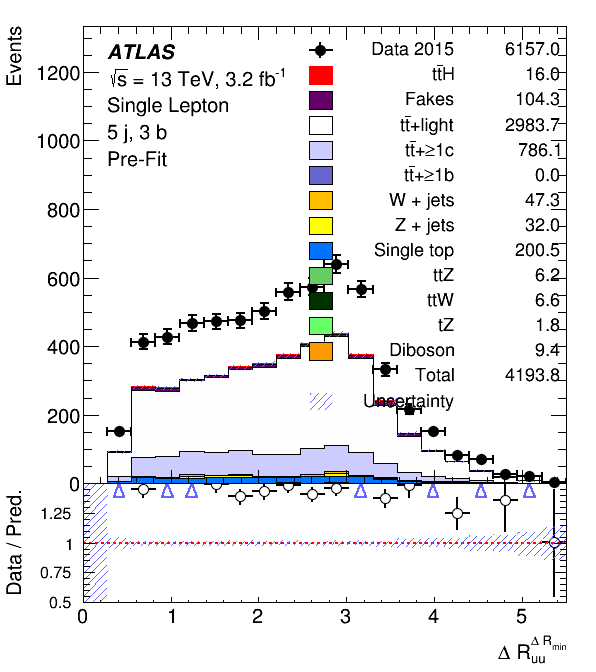 Events
1200
1000
800
600
400
200
0
ATLAS
√s = 13 TeV, 3.2 fb-1
Single Lepton
5 j, 3 b
Pre-Fit
Data 2015 6157.0
tt̄H 16.0
Fakes 104.3
tt̄+light 2983.7
tt̄+≥1c 786.1
tt̄+≥1b 0.0
W + jets 47.3
Z + jets 32.0
Single top 200.5
ttZ 6.2
ttW 6.6
tZ 1.8
Diboson 9.4
Total 4193.8
Uncertainty
Data / Pred.
1.25
1
0.75
0.5
0 1 2 3 4 5
Δ R uu Δ R min